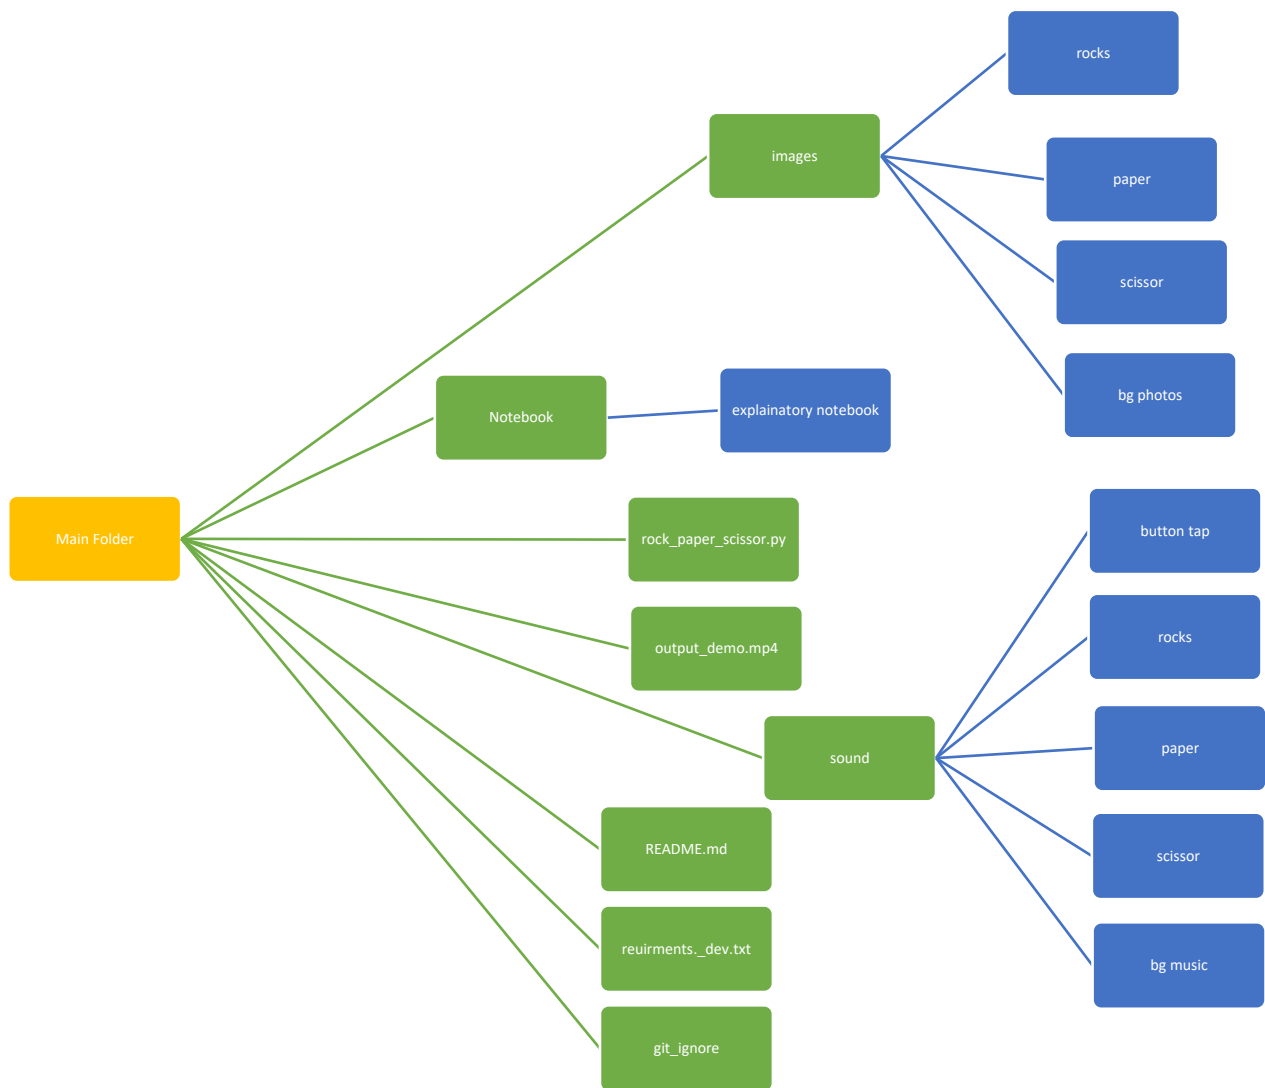 rocks
images
paper
scissor
bg photos
Notebook
explainatory notebook
Main Folder
rock_paper_scissor.py
button tap
output_demo.mp4
rocks
sound
paper
README.md
scissor
reuirments._dev.txt
bg music
git_ignore